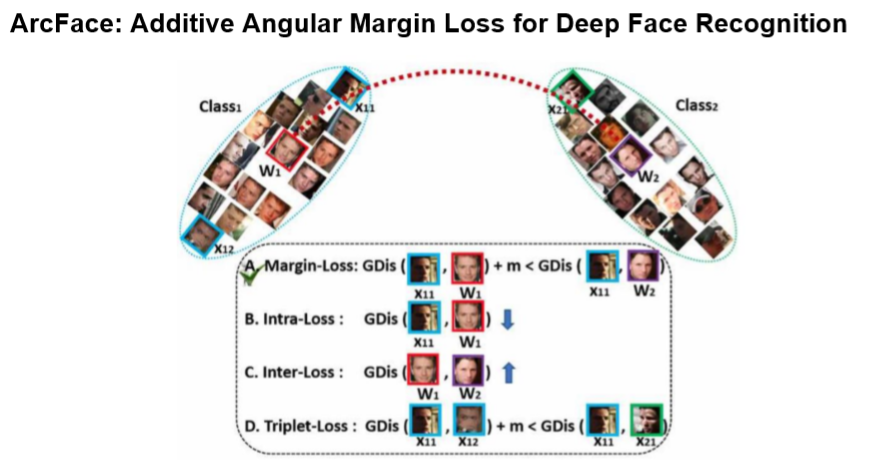 ArcFace: Additive Angular Margin Loss for Deep Face Recognition
Class1
X11
X21
Class2
W1
W2
X12
A. Margin-Loss: GDis ( , ) + m < GDis ( , )
X11 W1 X11 W2
B. Intra-Loss : GDis ( , )
X11 W1
C. Inter-Loss : GDis ( , )
W1 W2
D. Triplet-Loss : GDis ( , ) + m < GDis ( , )
X11 X12 X11 X21